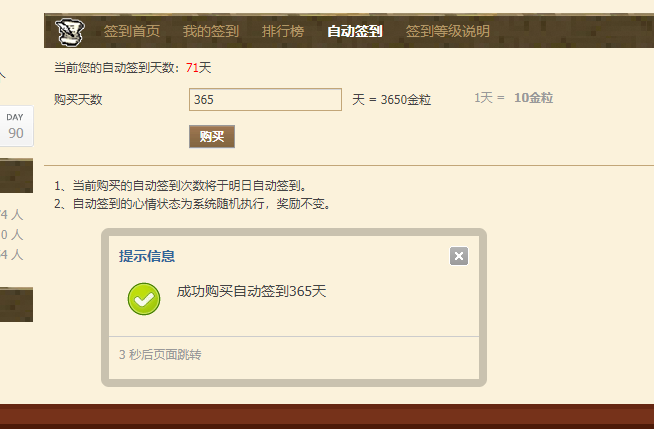 签到首页 我的签到 排行榜 自动签到 签到等级说明
当前您的自动签到天数：71天
人
购买天数 365 天 = 3650金粒 1天 = 10金粒
DAY
90
购买
1、当前购买的自动签到次数将于明日自动签到。
2、自动签到的心情状态为系统随机执行，奖励不变。
74 人
0 人
4 人
提示信息
成功购买自动签到365天
3 秒后页面跳转